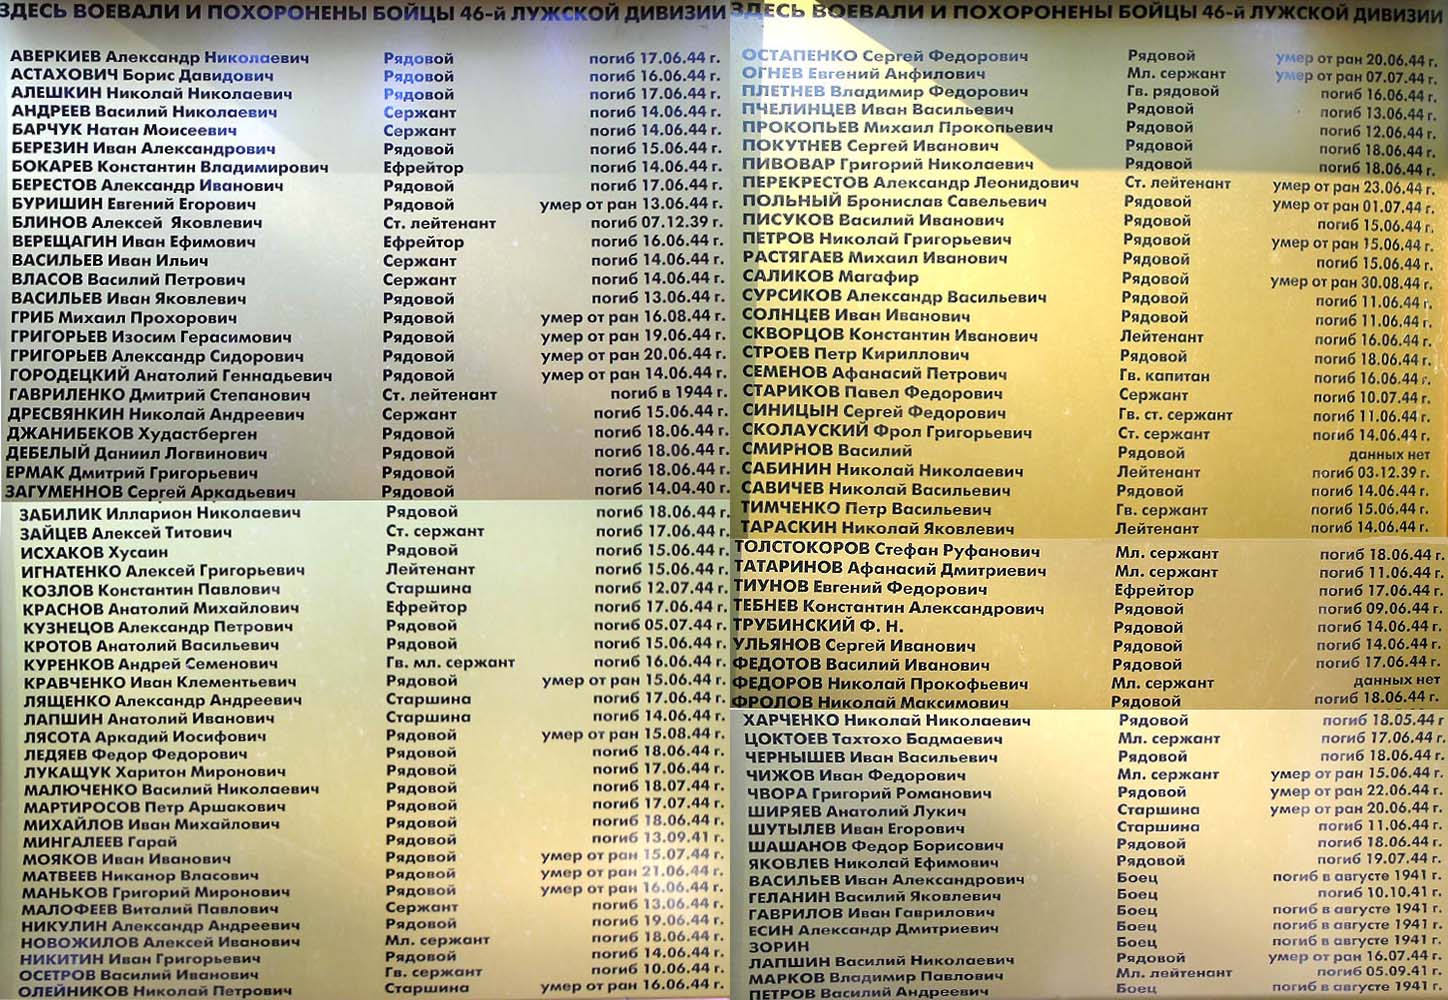 ЗДЕСЬ ВОЕВАЛИ И ПОХОРОНЕНЫ БОЙЦЫ 46-й ЛУЖСКОЙ ДИВИЗИИ
АВЕРКИЕВ Александр Николаевич Рядовой погиб 17.06.44 г.
АСТАХОВИЧ Борис Давидович Рядовой погиб 16.06.44 г.
АЛЕШКИН Николай Николаевич Рядовой погиб 17.06.44 г.
АНДРЕЕВ Василий Николаевич Сержант погиб 14.06.44 г.
БАРЧУК Натан Моисеевич Сержант погиб 14.06.44 г.
БЕРЕЗИН Иван Александрович Рядовой погиб 15.06.44 г.
БОКАРЕВ Константин Владимирович Ефрейтор погиб 14.06.44 г.
БЕРЕСТОВ Александр Иванович Рядовой погиб 17.06.44 г.
БУРИШИН Евгений Егорович Рядовой умер от ран 13.06.44 г.
БЛИНОВ Алексей Яковлевич Ст. лейтенант погиб 07.12.39 г.
ВЕРЕЩАГИН Иван Ефимович Ефрейтор погиб 16.06.44 г.
ВАСИЛЬЕВ Иван Ильич Сержант погиб 14.06.44 г.
ВЛАСОВ Василий Петрович Сержант погиб 14.06.44 г.
ВАСИЛЬЕВ Иван Яковлевич Рядовой погиб 13.06.44 г.
ГРИБ Михаил Прохорович Рядовой умер от ран 16.08.44 г.
ГРИГОРЬЕВ Изосим Герасимович Рядовой умер от ран 19.06.44 г.
ГРИГОРЬЕВ Александр Сидорович Рядовой умер от ран 20.06.44 г.
ГОРОДЕЦКИЙ Анатолий Геннадьевич Рядовой умер от ран 14.06.44 г.
ГАВРИЛЕНКО Дмитрий Степанович Ст. лейтенант погиб в 1944 г.
ДРЕСВЯНКИН Николай Андреевич Сержант погиб 15.06.44 г.
ДЖАНИБЕКОВ Худастберген Рядовой погиб 18.06.44 г.
ДЕБЕЛЫЙ Даниил Логвинович Рядовой погиб 18.06.44 г.
ЕРМАК Дмитрий Григорьевич Рядовой погиб 18.06.44 г.
ЗАГУМЕННОВ Сергей Аркадьевич Рядовой погиб 14.04.40 г.
ЗАБИЛИК Илларион Николаевич Рядовой погиб 18.06.44 г.
ЗАЙЦЕВ Алексей Титович Ст. сержант погиб 17.06.44 г.
ИСХАКОВ Хусаин Рядовой погиб 15.06.44 г.
ИГНАТЕНКО Алексей Григорьевич Лейтенант погиб 15.06.44 г.
КОЗЛОВ Константин Павлович Старшина погиб 12.07.44 г.
КРАСНОВ Анатолий Михайлович Ефрейтор погиб 17.06.44 г.
КУЗНЕЦОВ Александр Петрович Рядовой погиб 05.07.44 г.
КРОТОВ Анатолий Васильевич Рядовой погиб 15.06.44 г.
КУРЕНКОВ Андрей Семенович Гв. мл. сержант погиб 16.06.44 г.
КРАВЧЕНКО Иван Клементьевич Рядовой умер от ран 15.06.44 г.
ЛЯЩЕНКО Александр Андреевич Старшина погиб 17.06.44 г.
ЛАПШИН Анатолий Иванович Старшина погиб 14.06.44 г.
ЛЯСОТА Аркадий Иосифович Рядовой умер от ран 15.08.44 г.
ЛЕДЯЕВ Федор Федорович Рядовой погиб 18.06.44 г.
ЛУКАЩУК Харитон Миронович Рядовой погиб 17.06.44 г.
МАЛЮЧЕНКО Василий Николаевич Рядовой погиб 18.07.44 г.
МАРТИРОСОВ Петр Аршакович Рядовой погиб 17.07.44 г.
МИХАЙЛОВ Иван Михайлович Рядовой погиб 18.06.44 г.
МИНГАЛЕЕВ Гарай Рядовой погиб 13.09.41 г.
МОЯКОВ Иван Иванович Рядовой умер от ран 15.07.44 г.
МАТВЕЕВ Никанор Власович Рядовой умер от ран 21.06.44 г.
МАНЬКОВ Григорий Миронович Рядовой умер от ран 16.06.44 г.
МАЛОФЕЕВ Виталий Павлович Сержант погиб 13.06.44 г.
НИКУЛИН Александр Андреевич Рядовой погиб 19.06.44 г.
НОВОЖИЛОВ Алексей Иванович Мл. сержант погиб 18.06.44 г.
НИКИТИН Иван Григорьевич Рядовой погиб 14.06.44 г.
ОСЕТРОВ Василий Иванович Гв. сержант погиб 10.06.44 г.
ОЛЕЙНИКОВ Николай Петрович Старшина умер от ран 16.06.44 г.
ЗДЕСЬ ВОЕВАЛИ И ПОХОРОНЕНЫ БОЙЦЫ 46-й ЛУЖСКОЙ ДИВИЗИИ
ОСТАПЕНКО Сергей Федорович Рядовой умер от ран 20.06.44 г.
ОГНЕВ Евгений Анфилович Мл. сержант умер от ран 07.07.44 г.
ПЛЕТНЕВ Владимир Федорович Гв. рядовой погиб 16.06.44 г.
ПЧЕЛИНЦЕВ Иван Васильевич Рядовой погиб 13.06.44 г.
ПРОКОПЬЕВ Михаил Прокопьевич Рядовой погиб 12.06.44 г.
ПОКУТНЕВ Сергей Иванович Рядовой погиб 18.06.44 г.
ПИВОВАР Григорий Николаевич Рядовой погиб 18.06.44 г.
ПЕРЕКРЕСТОВ Александр Леонидович Ст. лейтенант умер от ран 23.06.44 г.
ПОЛЬНЫЙ Бронислав Савельевич Рядовой умер от ран 01.07.44 г.
ПИСУКОВ Василий Иванович Рядовой погиб 15.06.44 г.
ПЕТРОВ Николай Григорьевич Рядовой умер от ран 15.06.44 г.
РАСТЯГАЕВ Михаил Иванович Рядовой погиб 15.06.44 г.
САЛИКОВ Магафир Рядовой умер от ран 30.08.44 г.
СУРСИКОВ Александр Васильевич Рядовой погиб 11.06.44 г.
СОЛНЦЕВ Иван Иванович Рядовой погиб 11.06.44 г.
СКВОРЦОВ Константин Иванович Лейтенант погиб 16.06.44 г.
СТРОЕВ Петр Кириллович Рядовой погиб 18.06.44 г.
СЕМЕНОВ Афанасий Петрович Гв. капитан погиб 16.06.44 г.
СТАРИКОВ Павел Федорович Сержант погиб 10.07.44 г.
СИНИЦЫН Сергей Федорович Гв. ст. сержант погиб 11.06.44 г.
СКОЛАУСКИЙ Фрол Григорьевич Ст. сержант погиб 14.06.44 г.
СМИРНОВ Василий Рядовой данных нет
САБИНИН Николай Николаевич Лейтенант погиб 03.12.39 г.
САВИЧЕВ Николай Васильевич Рядовой погиб 14.06.44 г.
ТИМЧЕНКО Петр Васильевич Гв. сержант погиб 15.06.44 г.
ТАРАСКИН Николай Яковлевич Лейтенант погиб 14.06.44 г.
ТОЛСТОКОРОВ Стефан Руфанович Мл. сержант погиб 18.06.44 г.
ТАТАРИНОВ Афанасий Дмитриевич Мл. сержант погиб 11.06.44 г.
ТИУНОВ Евгений Федорович Ефрейтор погиб 17.06.44 г.
ТЕБНЕВ Константин Александрович Рядовой погиб 09.06.44 г.
ТРУБИНСКИЙ Ф. Н. Рядовой погиб 14.06.44 г.
УЛЬЯНОВ Сергей Иванович Рядовой погиб 14.06.44 г.
ФЕДОТОВ Василий Иванович Рядовой погиб 17.06.44 г.
ФЕДОРОВ Николай Прокофьевич Мл. сержант данных нет
ФРОЛОВ Николай Максимович Рядовой погиб 18.06.44 г.
ХАРЧЕНКО Николай Николаевич Рядовой погиб 18.05.44 г
ЦОКТОЕВ Тахтохо Бадмаевич Мл. сержант погиб 17.06.44 г.
ЧЕРНЫШЕВ Иван Васильевич Рядовой погиб 18.06.44 г.
ЧИЖОВ Иван Федорович Мл. сержант умер от ран 15.06.44 г.
ЧВОРА Григорий Романович Рядовой умер от ран 22.06.44 г.
ШИРЯЕВ Анатолий Лукич Старшина умер от ран 20.06.44 г.
ШУТЫЛЕВ Иван Егорович Старшина погиб 11.06.44 г.
ШАШАНОВ Федор Борисович Рядовой погиб 18.06.44 г.
ЯКОВЛЕВ Николай Ефимович Рядовой погиб 19.07.44 г.
ВАСИЛЬЕВ Иван Александрович Боец погиб в августе 1941 г.
ГЕЛАНИН Василий Яковлевич Боец погиб 10.10.41 г.
ГАВРИЛОВ Иван Гаврилович Боец погиб в августе 1941 г.
ЕСИН Александр Дмитриевич Боец погиб в августе 1941 г.
ЗОРИН Боец погиб в августе 1941 г.
ЛАПШИН Василий Николаевич Рядовой умер от ран 16.07.44 г.
МАРКОВ Владимир Павлович Мл. лейтенант погиб 05.09.41 г.
ПЕТРОВ Василий Андреевич Боец погиб в августе 1941 г.